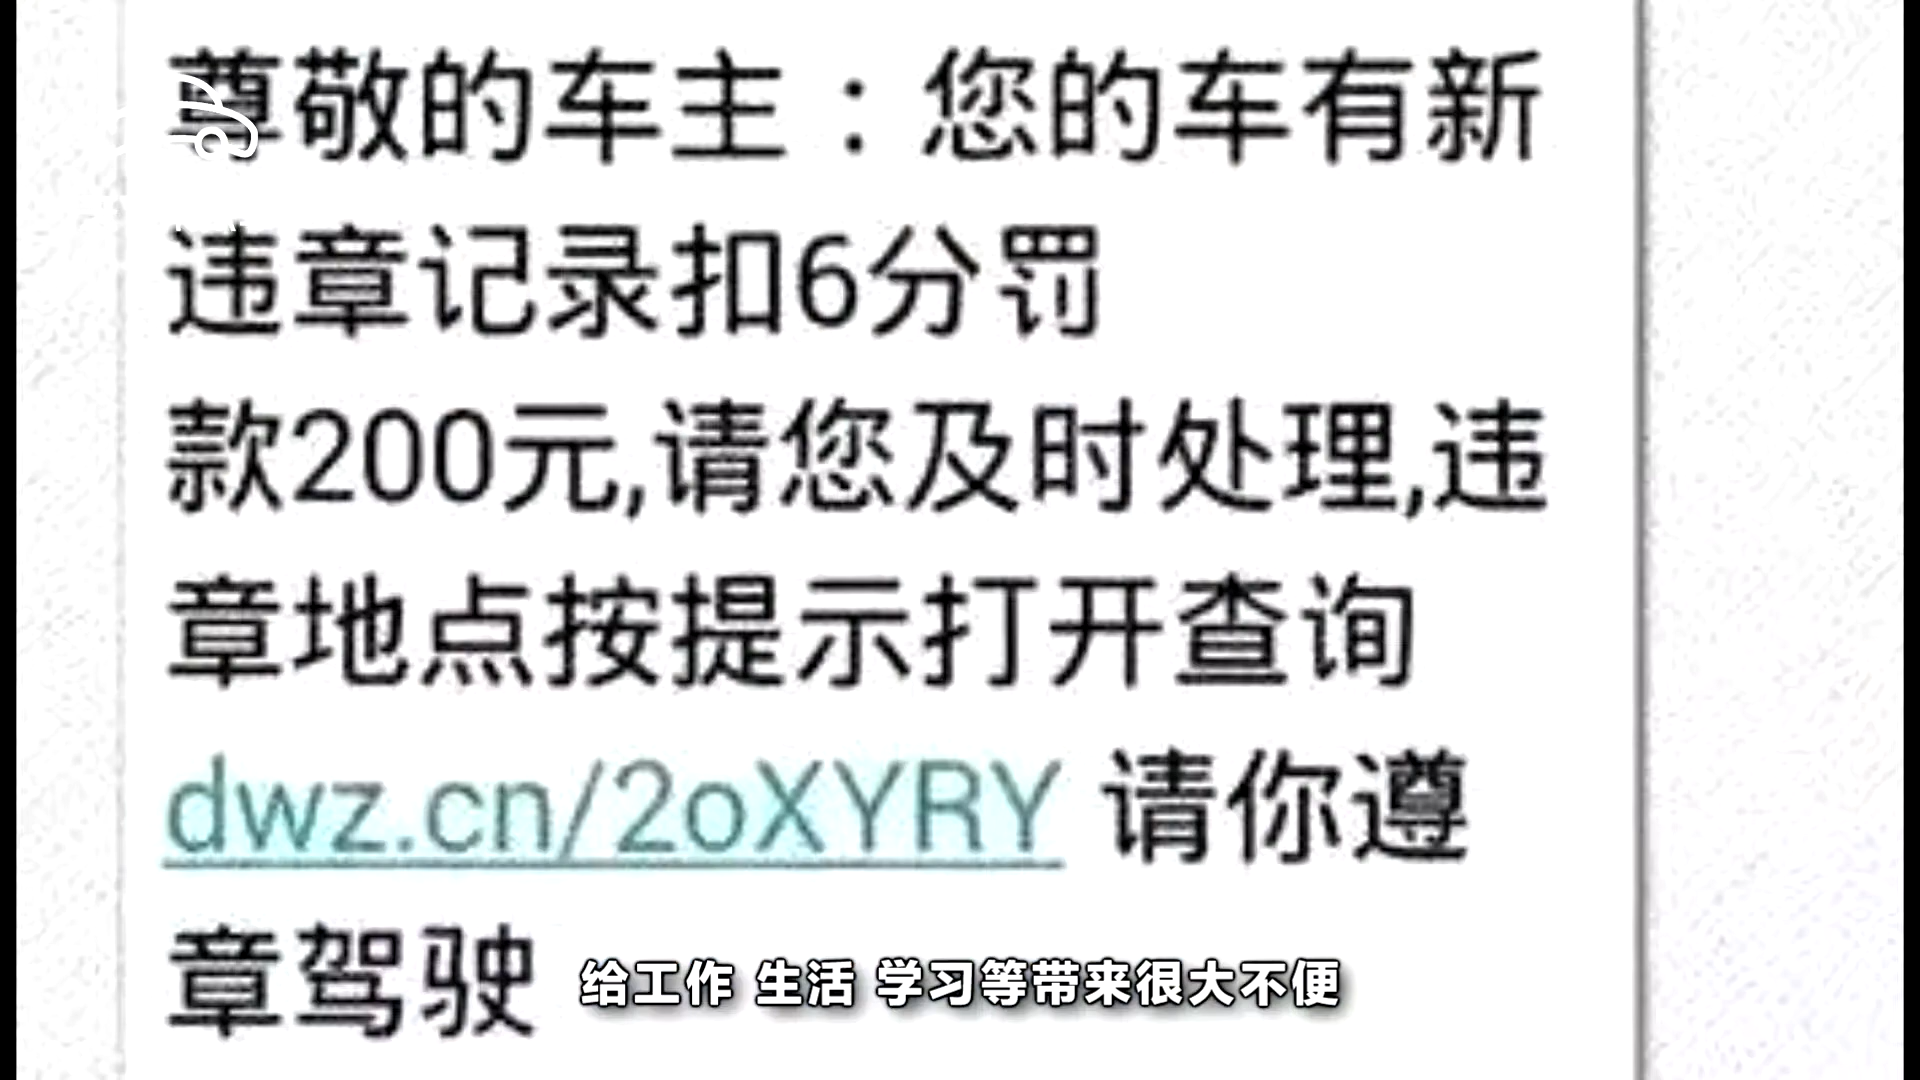 尊敬的车主：您的车有新
违章记录扣6分罚
款200元,请您及时处理,违
章地点按提示打开查询
dwz.cn/2oXYRY 请你遵
章驾驶
给工作 生活 学习等带来很大不便